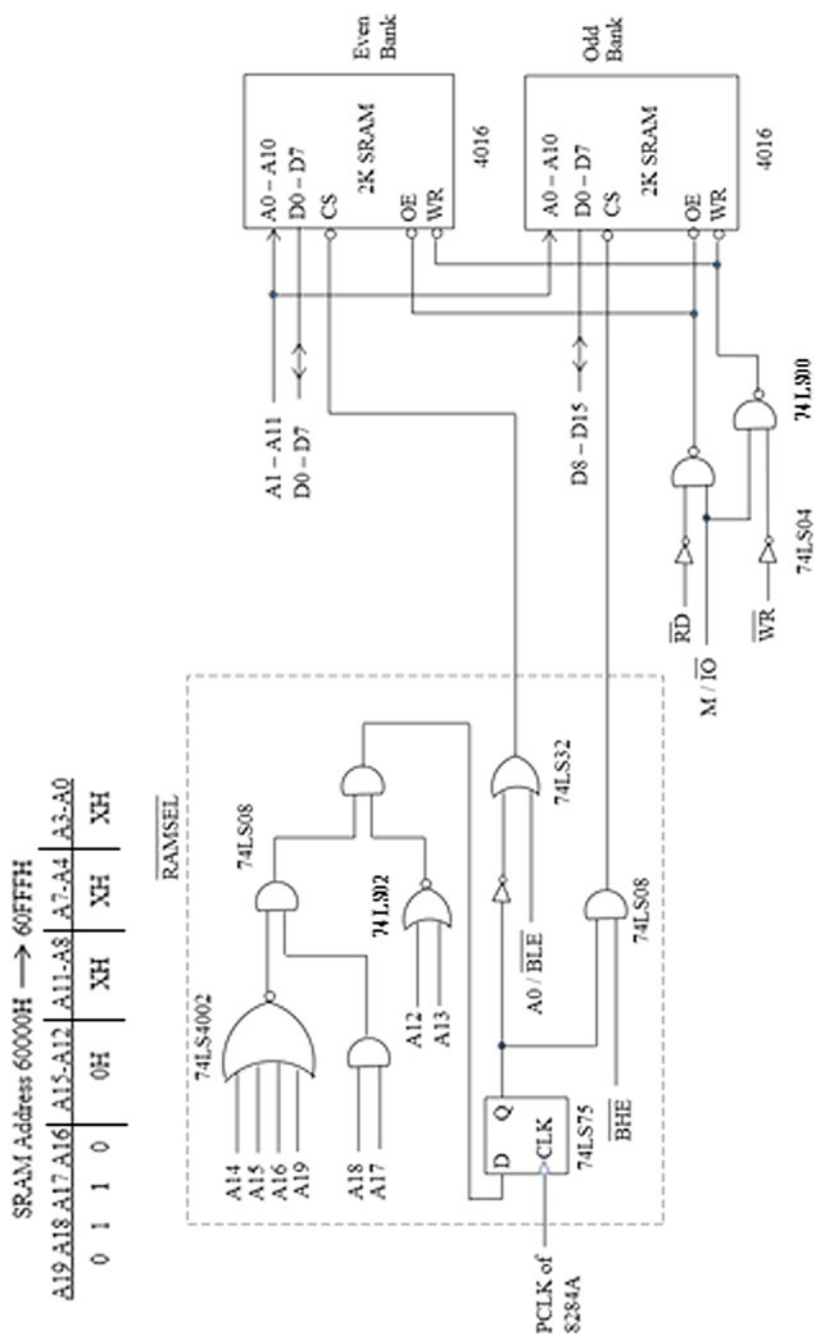 SRAM Address 60000H → 60FFFH
A19 A18 A17 A16 A15-A12 A11-A8 A7-A4 A3-A0
0 1 1 0 0H XH XH XH
RAMSEL
A14
A15
A16
A19
74LS4002
A18
A17
74LS08
A12
A13
74LS02
PCLK of
8284A
D Q
CLK
74LS75
A0 / BLE
74LS32
BHE
74LS08
A1 – A11
D0 – D7
A0 – A10
D0 – D7
CS
2K SRAM
OE
WR
4016
Even
Bank
D8 – D15
A0 – A10
D0 – D7
CS
2K SRAM
OE
WR
4016
Odd
Bank
RD
M / IO
WR
74LS04
74LS00